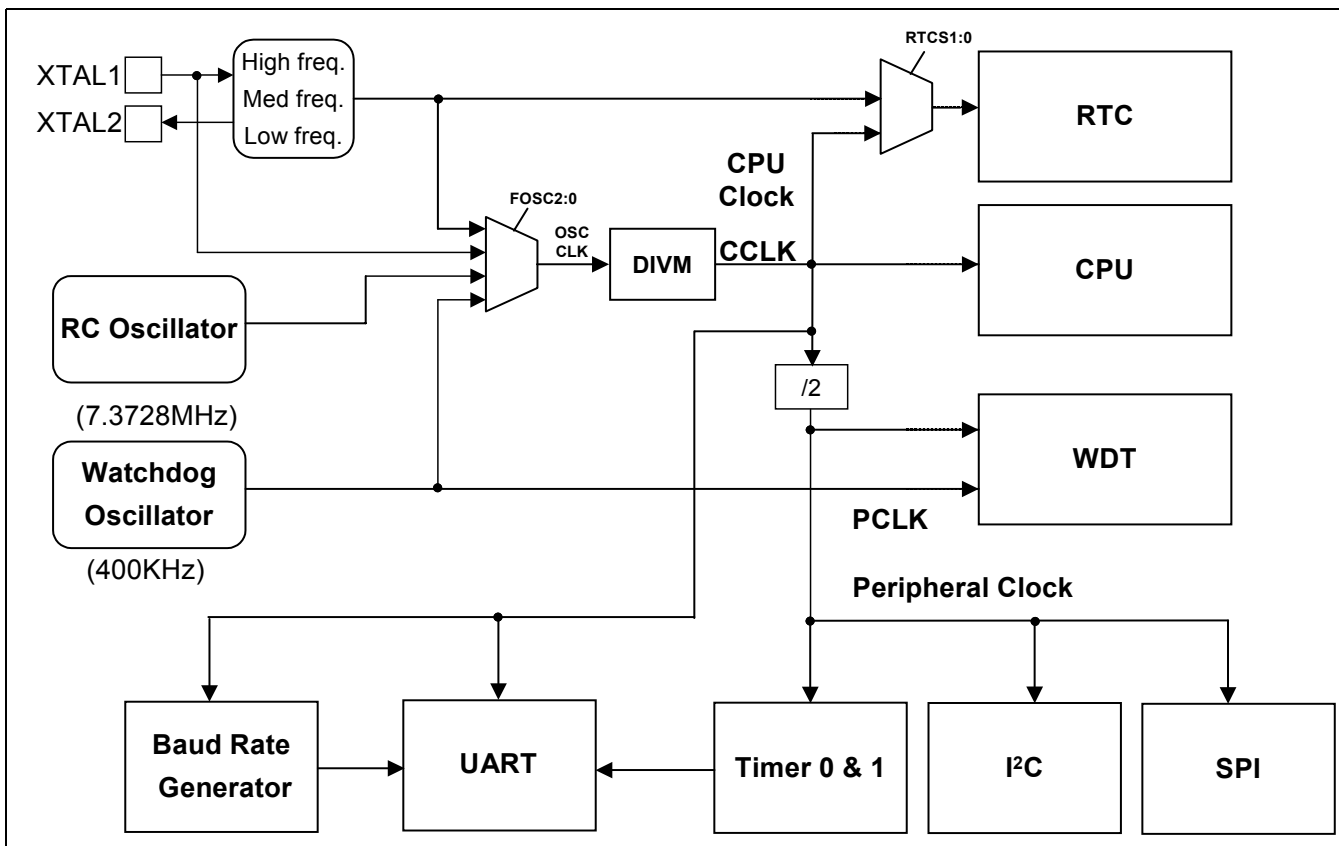 XTAL1
XTAL2
High freq.
Med freq.
Low freq.
RTCS1:0
RTC
CPU
Clock
FOSC2:0
OSC
CLK
DIVM
CCLK
CPU
RC Oscillator
(7.3728MHz)
/2
Watchdog
Oscillator
(400KHz)
WDT
PCLK
Peripheral Clock
Baud Rate
Generator
UART
Timer 0 & 1
I²C
SPI